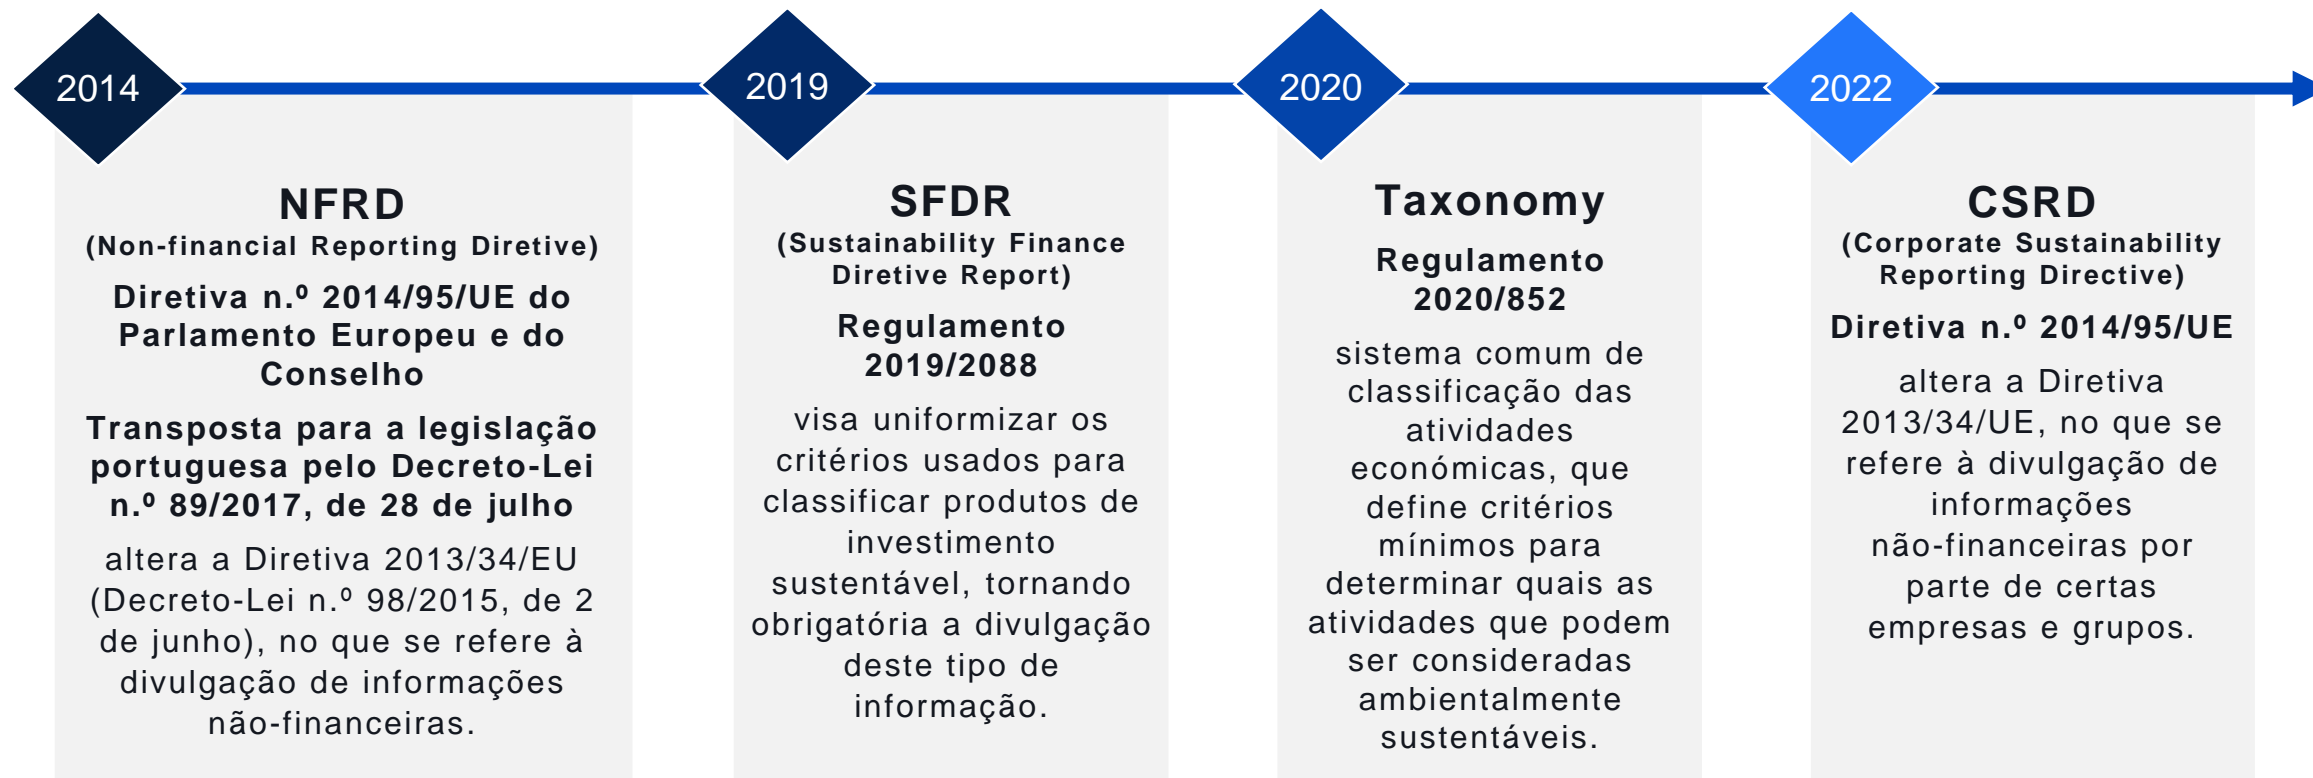 2014
NFRD
(Non-financial Reporting Diretive)
Diretiva n.º 2014/95/UE do
Parlamento Europeu e do
Conselho
Transposta para a legislação
portuguesa pelo Decreto-Lei
n.º 89/2017, de 28 de julho
altera a Diretiva 2013/34/EU
(Decreto-Lei n.º 98/2015, de 2
de junho), no que se refere à
divulgação de informações
não-financeiras.
2019
SFDR
(Sustainability Finance
Diretive Report)
Regulamento
2019/2088
visa uniformizar os
critérios usados para
classificar produtos de
investimento
sustentável, tornando
obrigatória a divulgação
deste tipo de
informação.
2020
Taxonomy
Regulamento
2020/852
sistema comum de
classificação das
atividades
económicas, que
define critérios
mínimos para
determinar quais as
atividades que podem
ser consideradas
ambientalmente
sustentáveis.
2022
CSRD
(Corporate Sustainability
Reporting Directive)
Diretiva n.º 2014/95/UE
altera a Diretiva
2013/34/UE, no que se
refere à divulgação de
informações
não-financeiras por
parte de certas
empresas e grupos.